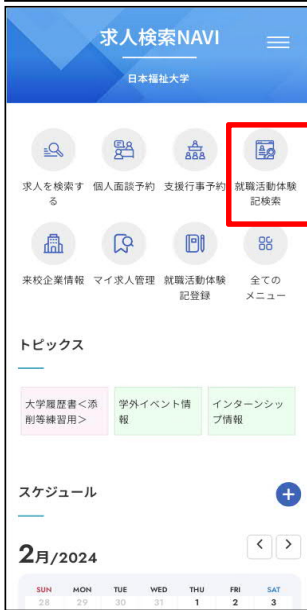 求人検索NAVI
日本福祉大学
求人を検索す
る
個人面談予約
支援行事予約
就職活動体験
記検索
来校企業情報
マイ求人管理
就職活動体験
記登録
全ての
メニュー
トピックス
大学履歴書<添
削等練習用>
学外イベント情
報
インターンシッ
プ情報
スケジュール
2月/2024
SUN MON TUE WED THU FRI SAT
28 29 30 31 1 2 3